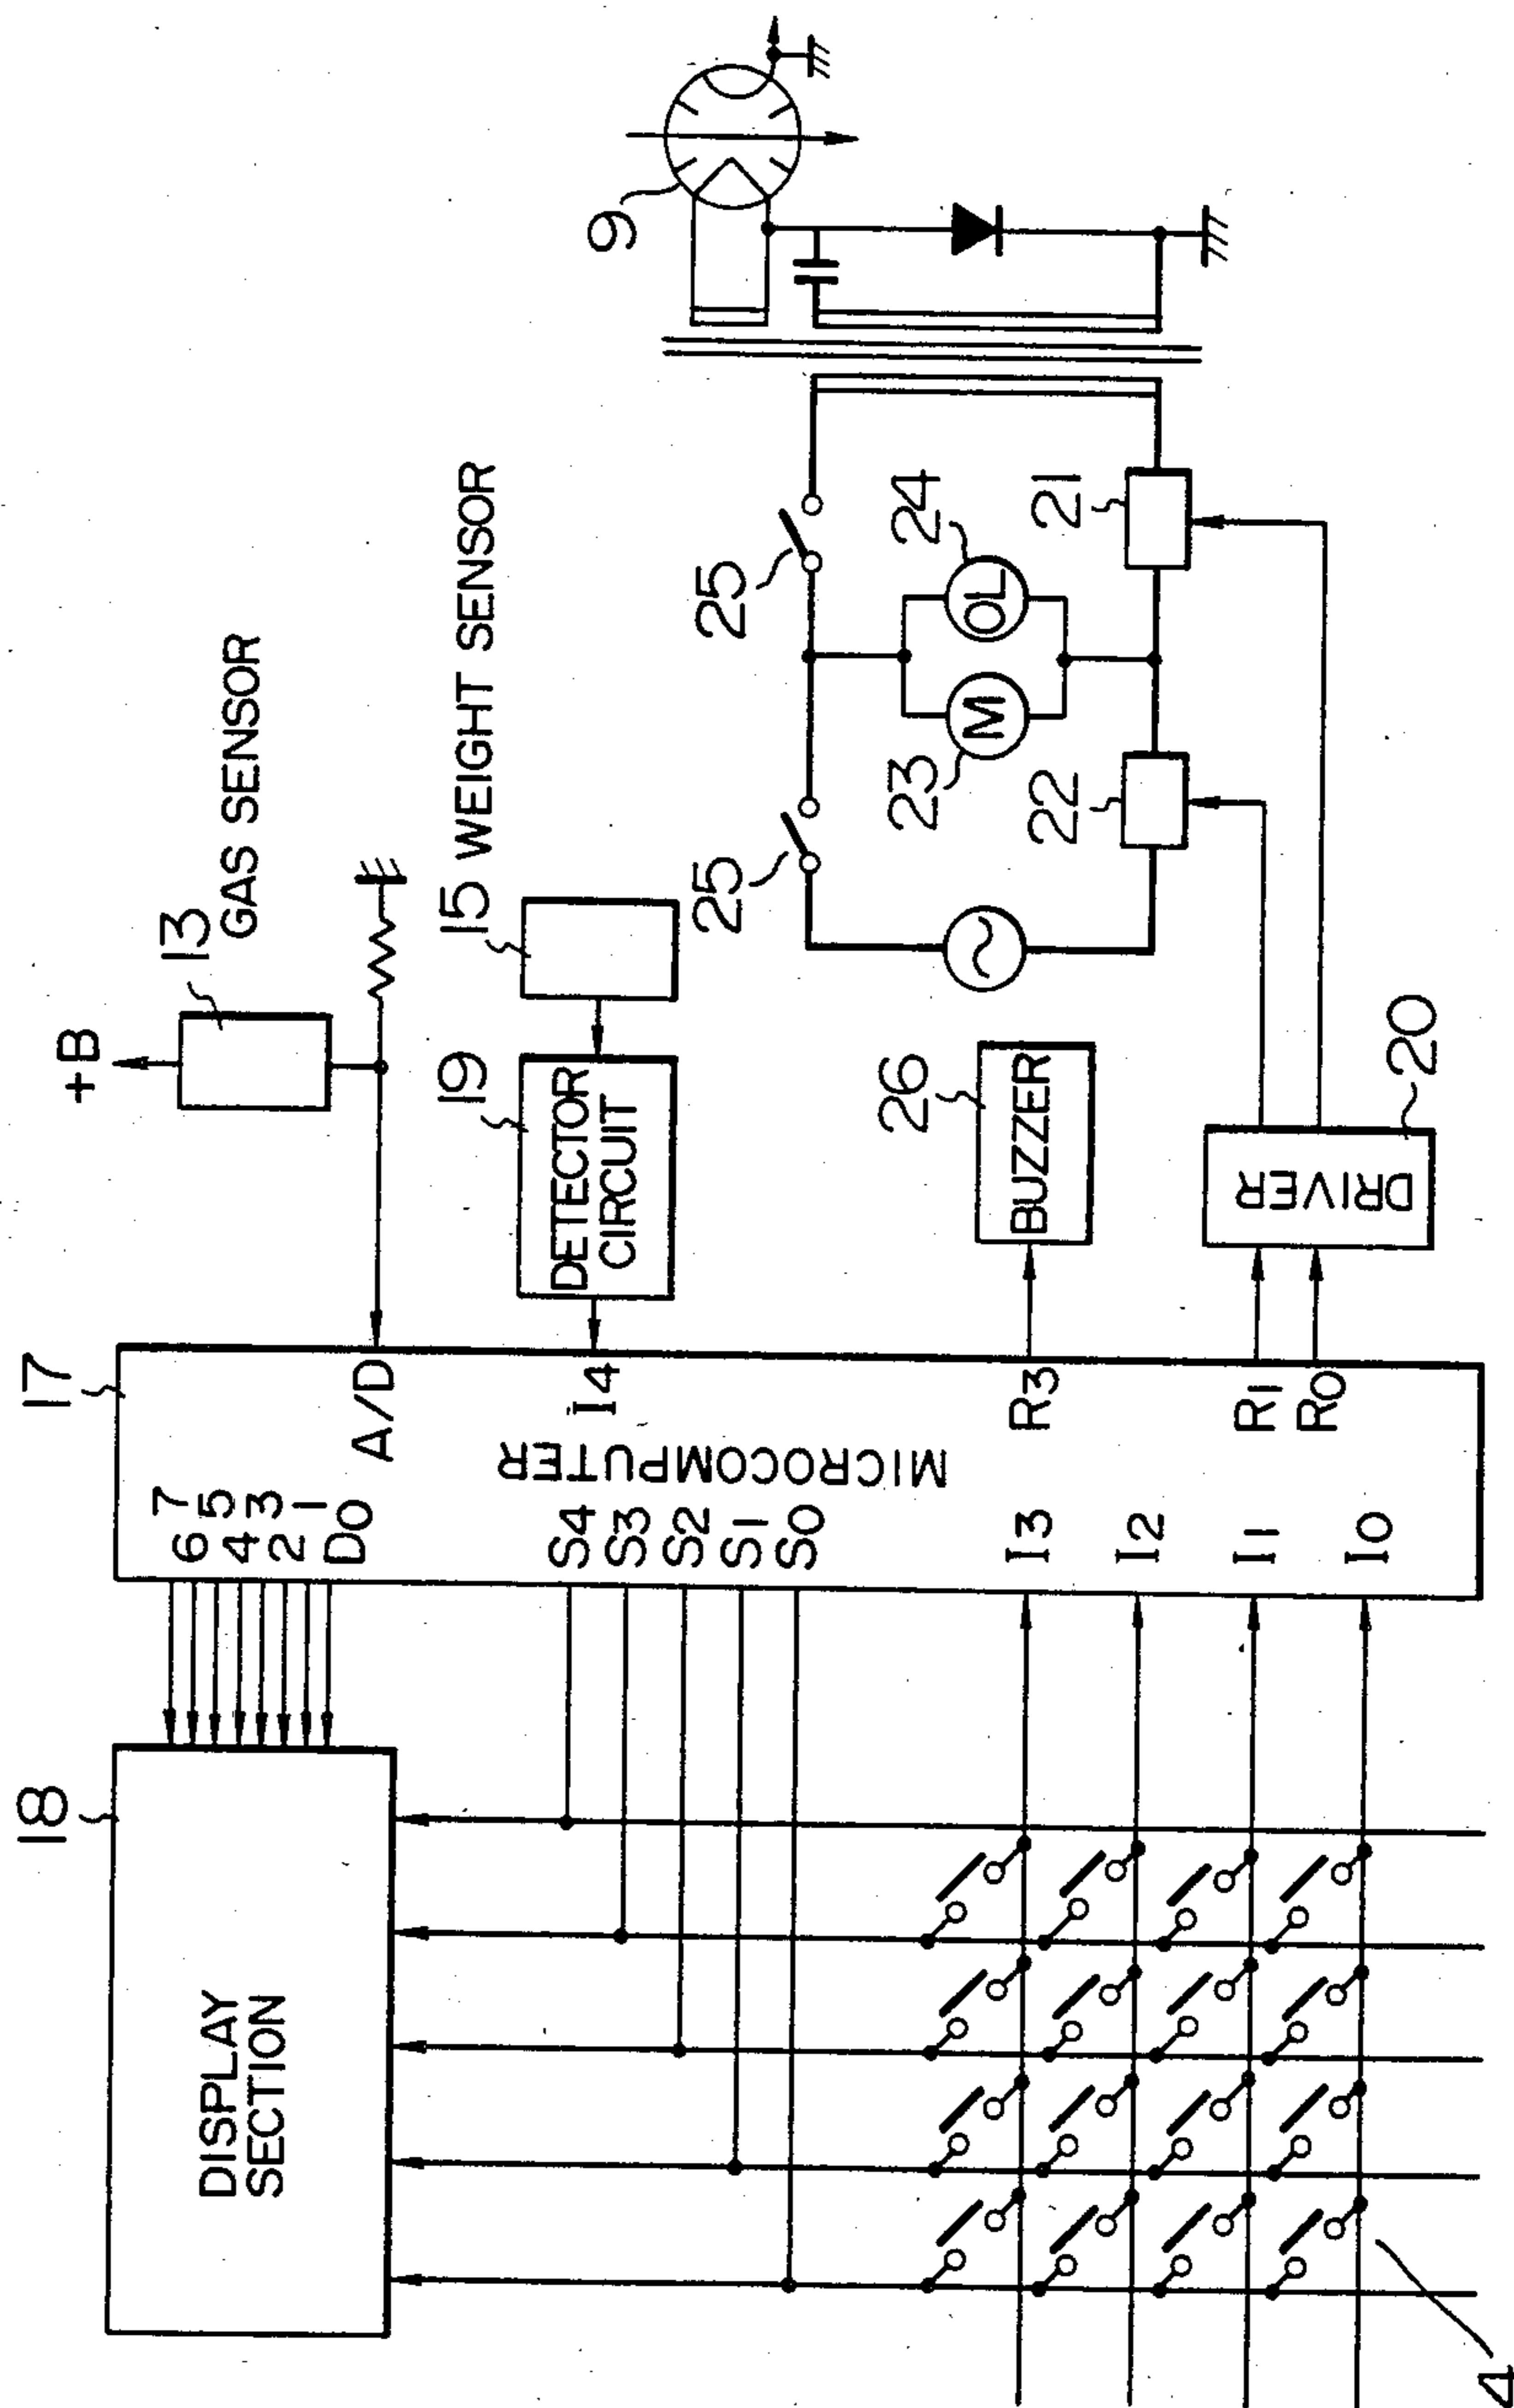 18
DISPLAY
SECTION
4
17
7
6
5
4
3
2
1
D0
S4
S3
S2
S1
S0
I3
I2
I1
I0
MICROCOMPUTER
A/D
I4
R3
R1
R0
+B
13
GAS SENSOR
15 WEIGHT SENSOR
19
DETECTOR
CIRCUIT
26
BUZZER
DRIVER
20
25
25
23
M
24
OL
22
21
9